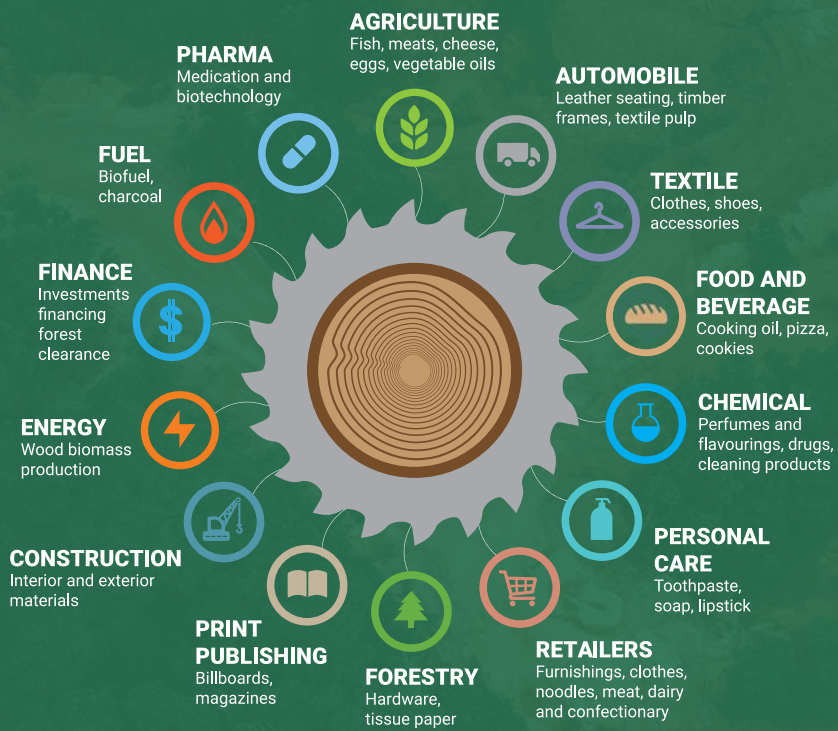 AGRICULTURE
Fish, meats, cheese,
eggs, vegetable oils
AUTOMOBILE
Leather seating, timber
frames, textile pulp
TEXTILE
Clothes, shoes,
accessories
FOOD AND
BEVERAGE
Cooking oil, pizza,
cookies
CHEMICAL
Perfumes and
flavourings, drugs,
cleaning products
PERSONAL
CARE
Toothpaste,
soap, lipstick
RETAILERS
Furnishings, clothes,
noodles, meat, dairy
and confectionary
FORESTRY
Hardware,
tissue paper
PRINT
PUBLISHING
Billboards,
magazines
CONSTRUCTION
Interior and exterior
materials
ENERGY
Wood biomass
production
FINANCE
Investments
financing
forest
clearance
$
FUEL
Biofuel,
charcoal
PHARMA
Medication and
biotechnology